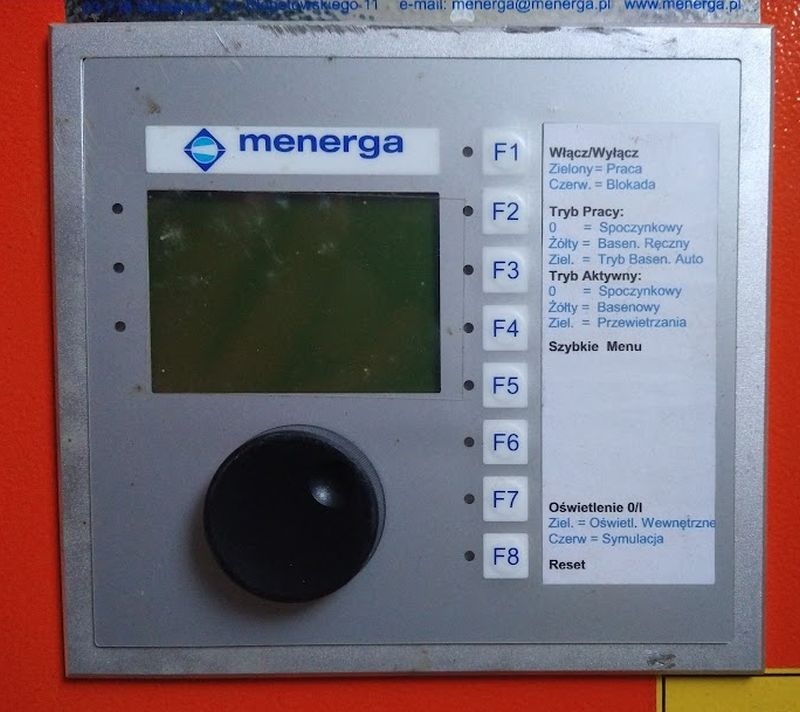 11 e-mail: menerga@menerga.pl www.menerga.pl
menerga
F1
Włącz/Wyłącz
Zielony = Praca
Czerw. = Blokada
F2
Tryb Pracy:
0 = Spoczynkowy
Żółty = Basen. Ręczny
Ziel. = Tryb Basen. Auto
F3
Tryb Aktywny:
0 = Spoczynkowy
Żółty = Basenowy
Ziel. = Przewietrzania
F4
Szybkie Menu
F5
F6
F7
Oświetlenie 0/I
Ziel. = Oświetl. Wewnętrzne
Czerw = Symulacja
F8
Reset